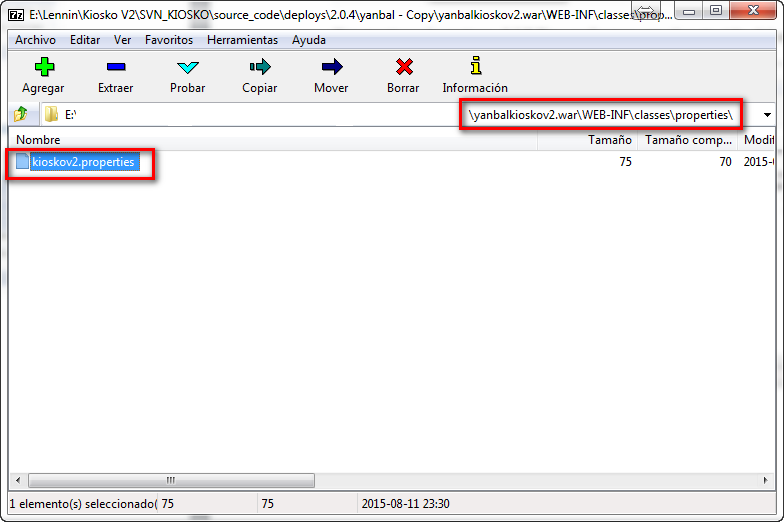 E:\Lennin\Kiosko V2\SVN_KIOSKO\source_code\deploys\2.0.4\yanbal - Copy\yanbalkioskov2.war\WEB-INF\classes\prop...
Archivo Editar Ver Favoritos Herramientas Ayuda
Agregar Extraer Probar Copiar Mover Borrar Información
E:\ \yanbalkioskov2.war\WEB-INF\classes\properties\
Nombre Tamaño Tamaño comp... Modif
kioskov2.properties 75 70 2015-0
1 elemento(s) seleccionado( 75 75 2015-08-11 23:30